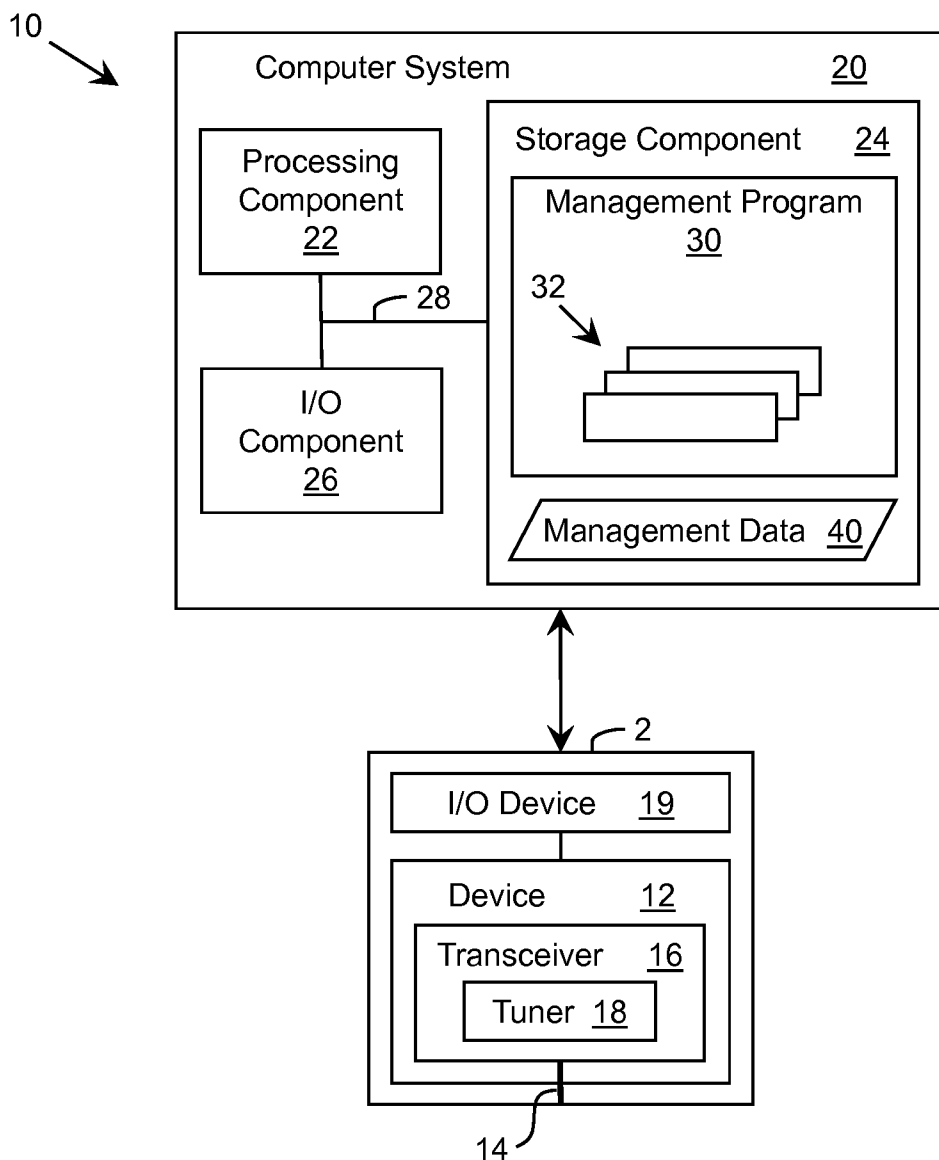 10
Computer System 20
Storage Component 24
Processing
Component
22
Management Program
30
28
32
I/O
Component
26
Management Data 40
2
I/O Device 19
Device 12
Transceiver 16
Tuner 18
14